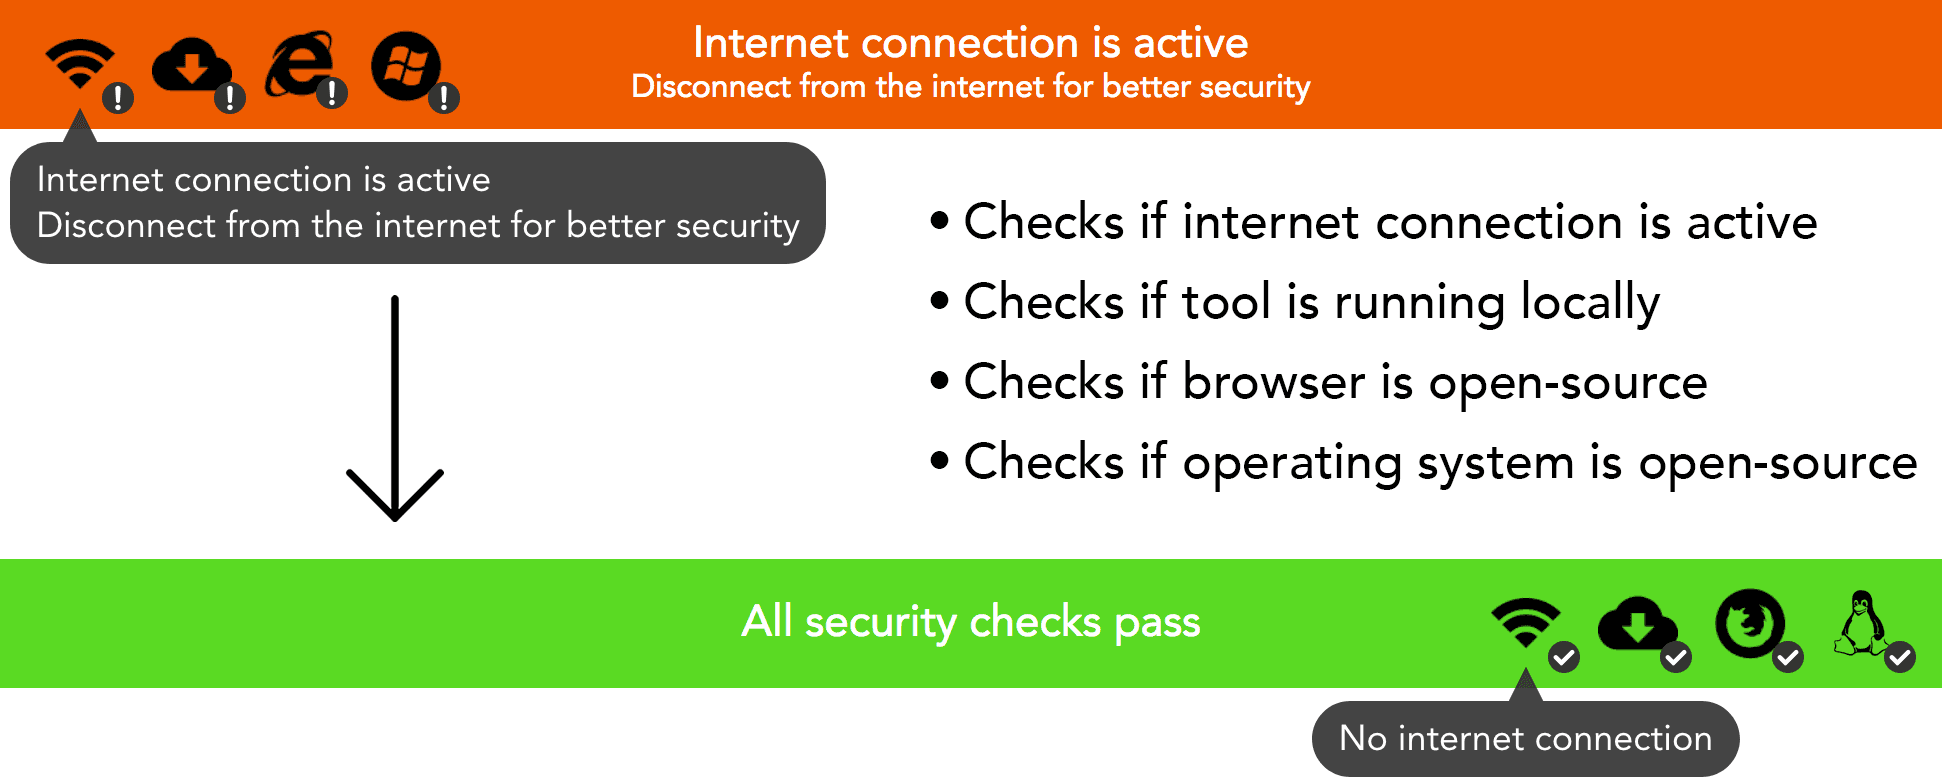 Internet connection is active
Disconnect from the internet for better security
Internet connection is active
Disconnect from the internet for better security
• Checks if internet connection is active
• Checks if tool is running locally
• Checks if browser is open-source
• Checks if operating system is open-source
All security checks pass
No internet connection